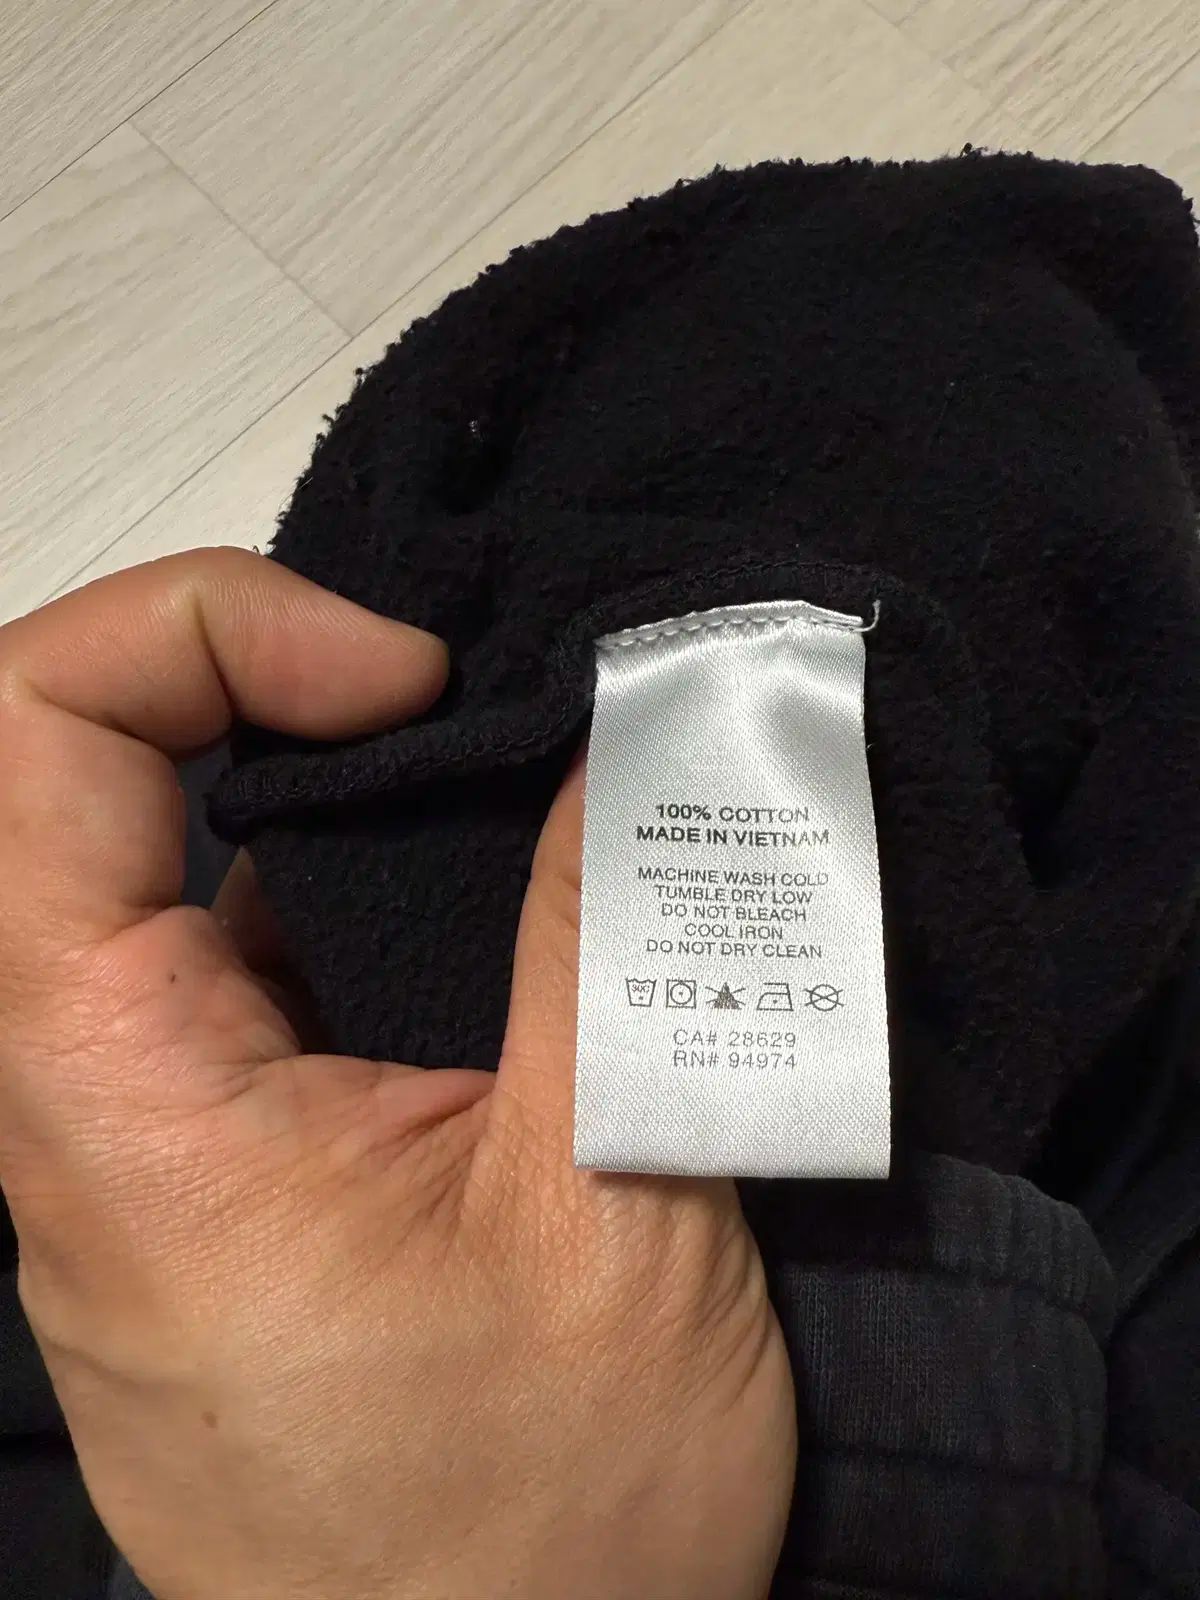 100% COTTON
MADE IN VIETNAM
MACHINE WASH COLD
TUMBLE DRY LOW
DO NOT BLEACH
COOL IRON
DO NOT DRY CLEAN
30C
CA# 28629
RN# 94974